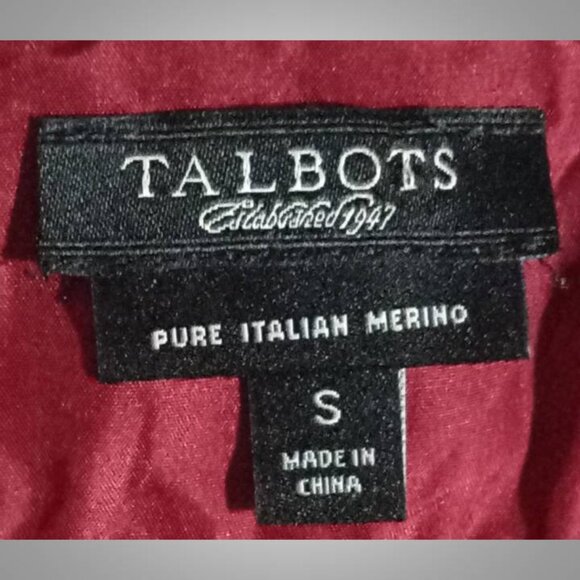 TALBOTS
Established 1947
PURE ITALIAN MERINO
S
MADE IN
CHINA